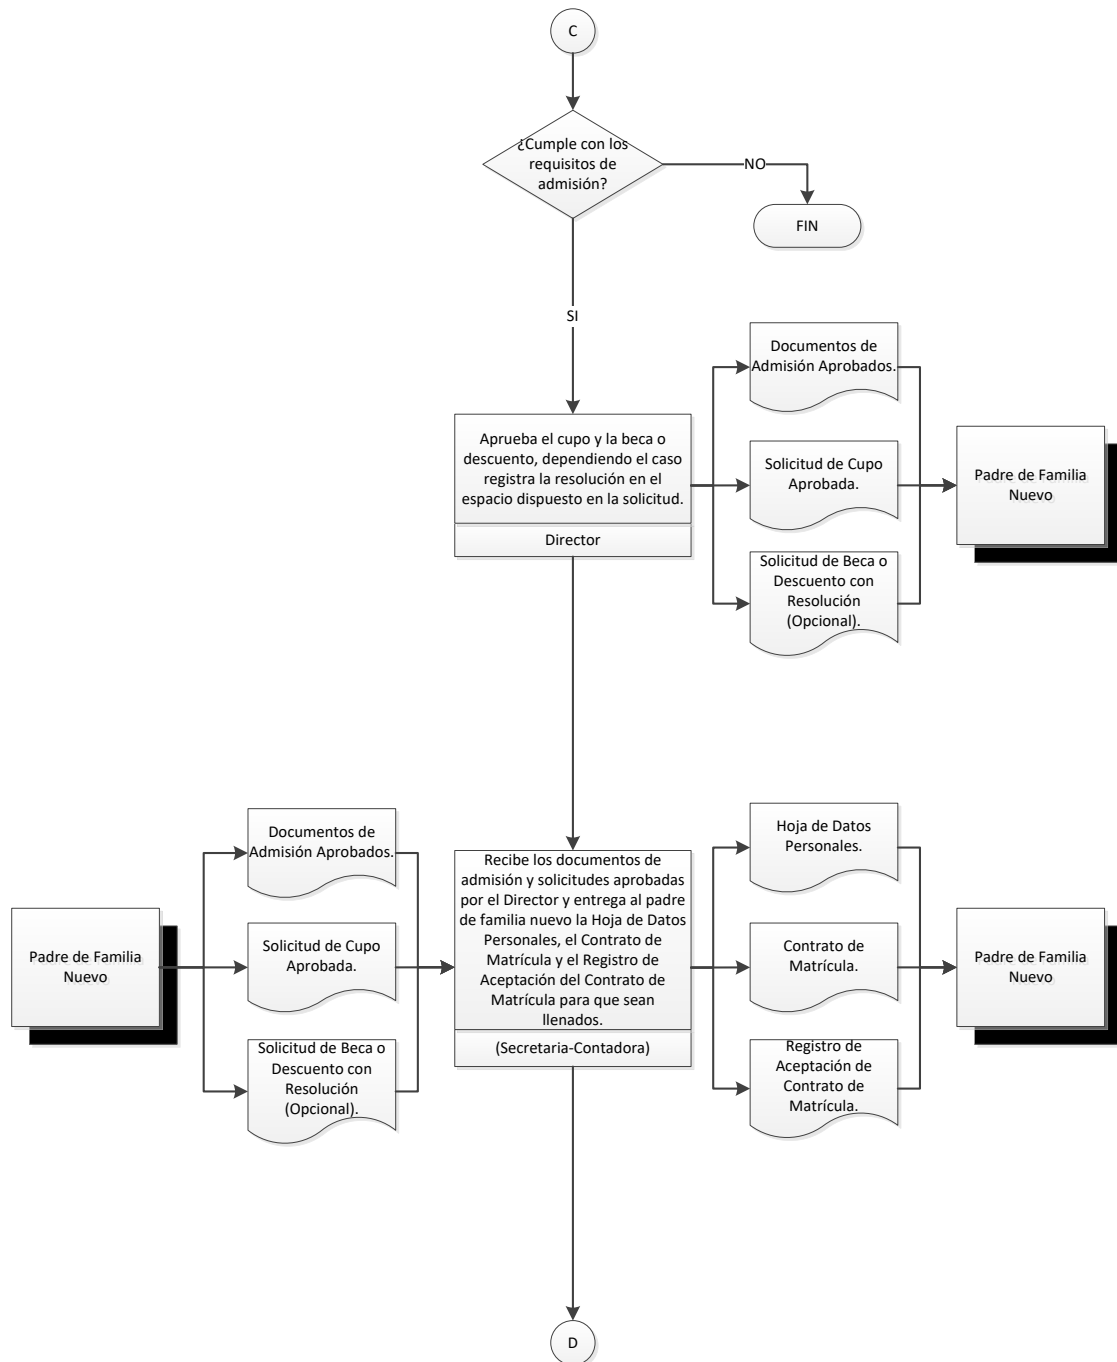 C
¿Cumple con los
requisitos de
admisión?
NO
FIN
SI
Documentos de
Admisión Aprobados.
Aprueba el cupo y la beca o
descuento, dependiendo el caso
registra la resolución en el
espacio dispuesto en la solicitud.
Director
Solicitud de Cupo
Aprobada.
Padre de Familia
Nuevo
Solicitud de Beca o
Descuento con
Resolución
(Opcional).
Padre de Familia
Nuevo
Documentos de
Admisión Aprobados.
Solicitud de Cupo
Aprobada.
Solicitud de Beca o
Descuento con
Resolución
(Opcional).
Recibe los documentos de
admisión y solicitudes aprobadas
por el Director y entrega al padre
de familia nuevo la Hoja de Datos
Personales, el Contrato de
Matrícula y el Registro de
Aceptación del Contrato de
Matrícula para que sean
llenados.
(Secretaria-Contadora)
Hoja de Datos
Personales.
Contrato de
Matrícula.
Registro de
Aceptación de
Contrato de
Matrícula.
Padre de Familia
Nuevo
D